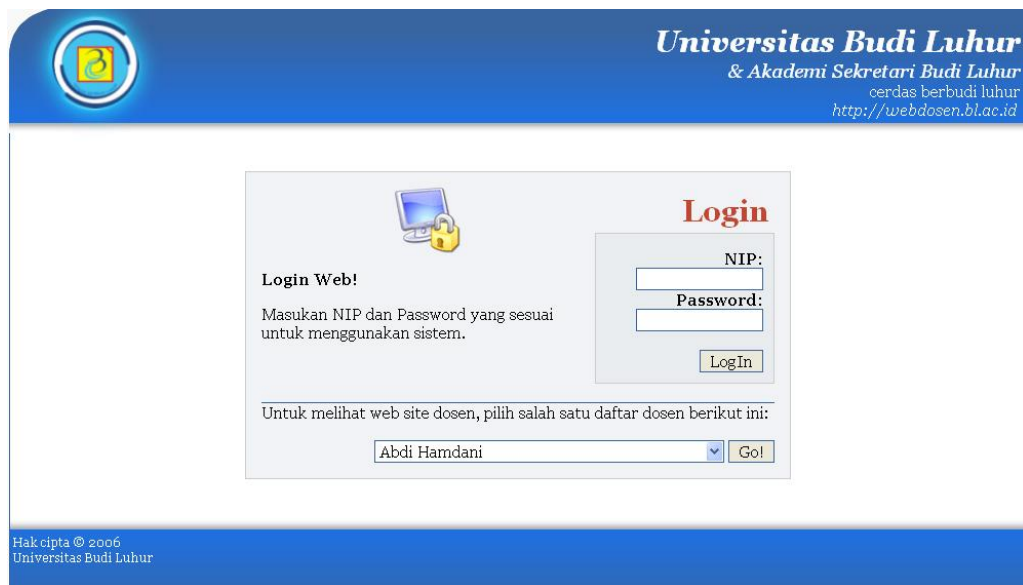 Universitas Budi Luhur
& Akademi Sekretari Budi Luhur
cerdas berbudi luhur
http://webdosen.bl.ac.id
Login
NIP:
Password:
LogIn
Login Web!
Masukan NIP dan Password yang sesuai
untuk menggunakan sistem.
Untuk melihat web site dosen, pilih salah satu daftar dosen berikut ini:
Abdi Hamdani
Go!
Hak cipta © 2006
Universitas Budi Luhur